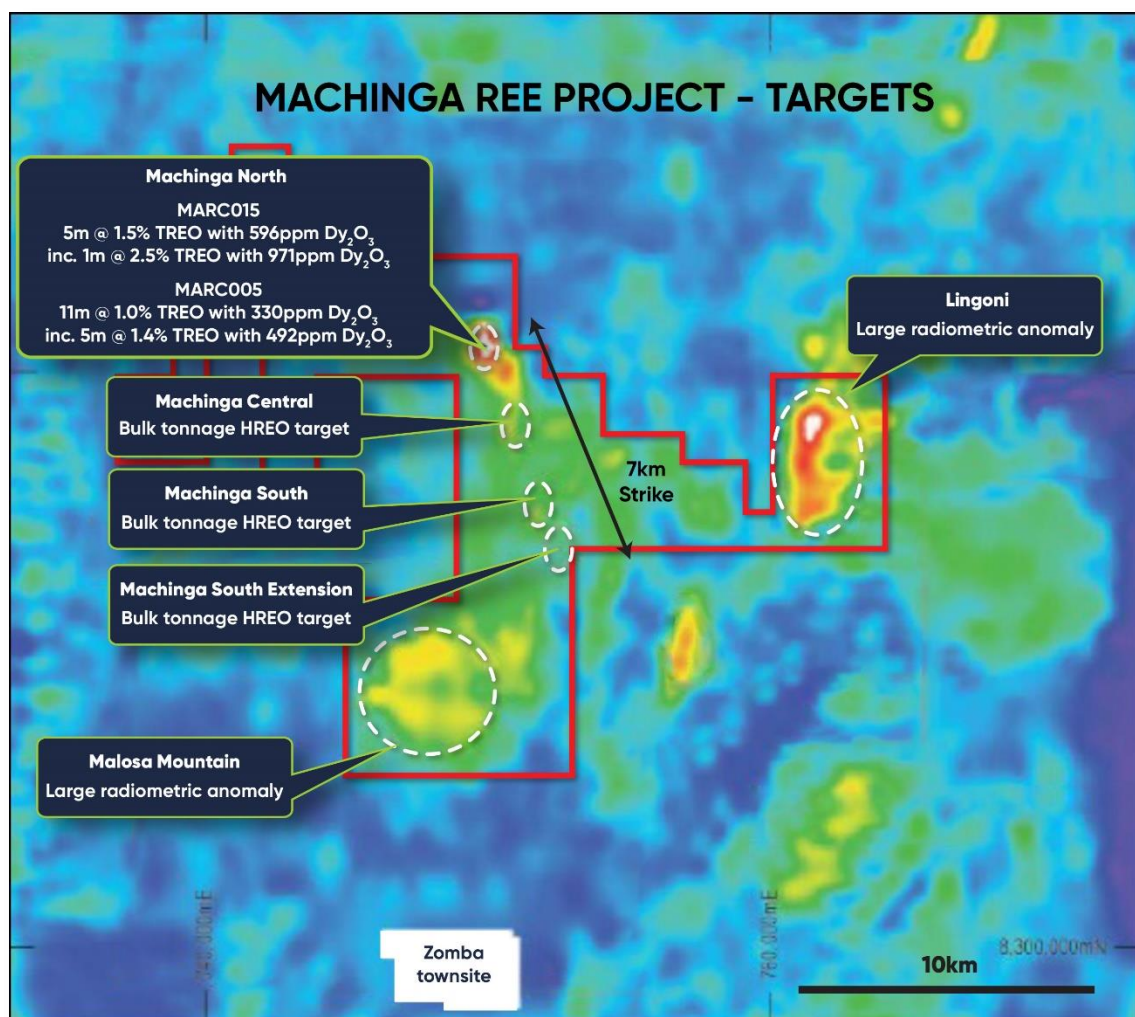 MACHINGA REE PROJECT - TARGETS
Machinga North
MARC015
5m @ 1.5% TREO with 596ppm Dy₂O₃
inc. 1m @ 2.5% TREO with 971ppm Dy₂O₃
MARC005
11m @ 1.0% TREO with 330ppm Dy₂O₃
inc. 5m @ 1.4% TREO with 492ppm Dy₂O₃
Lingoni
Large radiometric anomaly
Machinga Central
Bulk tonnage HREO target
7km
Strike
Machinga South
Bulk tonnage HREO target
Machinga South Extension
Bulk tonnage HREO target
Malosa Mountain
Large radiometric anomaly
Zomba
townsite
8,300,000mN
10km